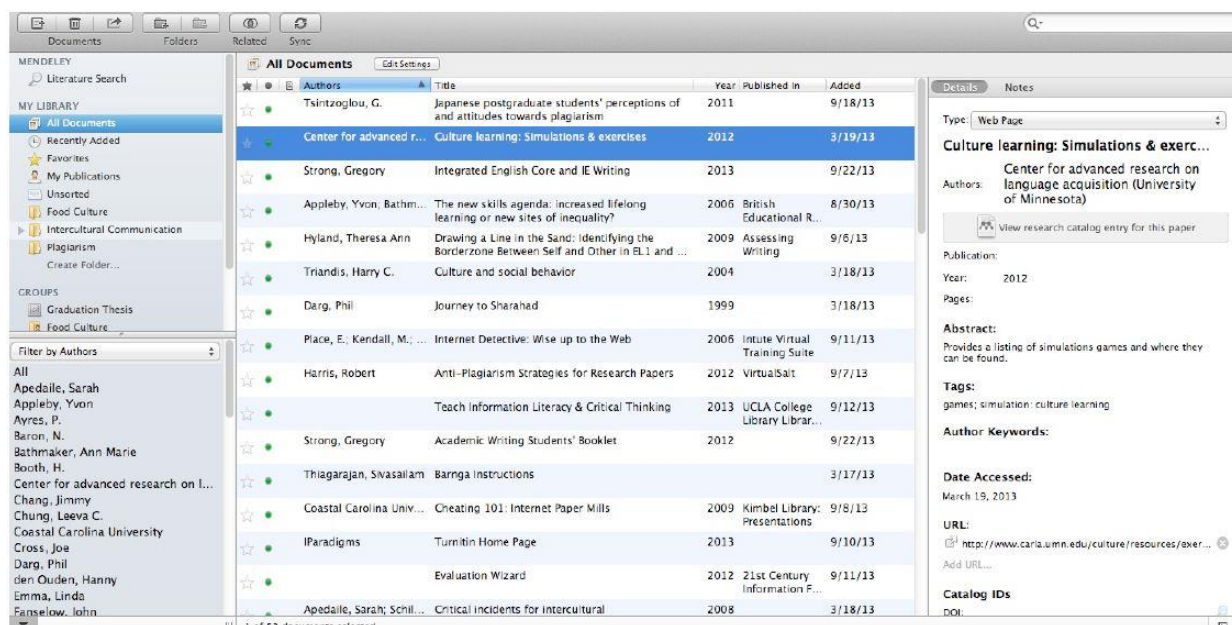 Documents Folders Related Sync
MENDELEY
Literature Search
MY LIBRARY
All Documents
Recently Added
Favorites
My Publications
Unsorted
Food Culture
Intercultural Communication
Plagiarism
Create Folder...
GROUPS
Graduation Thesis
Food Culture
Filter by Authors
All
Apedaile, Sarah
Appleby, Yvon
Ayres, P.
Baron, N.
Bathmaker, Ann Marie
Booth, H.
Center for advanced research on l...
Chang, Jimmy
Chung, Leeva C.
Coastal Carolina University
Cross, Joe
Darg, Phil
den Ouden, Hanny
Emma, Linda
Fanselow, John
All Documents Edit Settings
Authors Title Year Published In Added
Tsintzoglou, G. Japanese postgraduate students' perceptions of 2011 9/18/13
and attitudes towards plagiarism
Center for advanced r... Culture learning: Simulations & exercises 2012 3/19/13
Strong, Gregory Integrated English Core and IE Writing 2013 9/22/13
Appleby, Yvon; Bathm... The new skills agenda: increased lifelong 2006 British 8/30/13
learning or new sites of inequality? Educational R...
Hyland, Theresa Ann Drawing a Line in the Sand: Identifying the 2009 Assessing 9/6/13
Borderzone Between Self and Other in EL1 and ... Writing
Triandis, Harry C. Culture and social behavior 2004 3/18/13
Darg, Phil Journey to Sharahad 1999 3/18/13
Place, E.; Kendall, M.; ... Internet Detective: Wise up to the Web 2006 Intute Virtual 9/11/13
Training Suite
Harris, Robert Anti-Plagiarism Strategies for Research Papers 2012 VirtualSalt 9/7/13
Teach Information Literacy & Critical Thinking 2013 UCLA College 9/12/13
Library Librar...
Strong, Gregory Academic Writing Students' Booklet 2012 9/22/13
Thiagarajan, Sivasailam Barnga Instructions 3/17/13
Coastal Carolina Univ... Cheating 101: Internet Paper Mills 2009 Kimbel Library: 9/8/13
Presentations
IParadigms Turnitin Home Page 2013 9/10/13
Evaluation Wizard 2012 21st Century 9/11/13
Information F...
Apedaile, Sarah; Schil... Critical incidents for intercultural 2008 3/18/13
Details Notes
Type: Web Page
Culture learning: Simulations & exerc...
Authors: Center for advanced research on
language acquisition (University
of Minnesota)
View research catalog entry for this paper
Publication:
Year: 2012
Pages:
Abstract:
Provides a listing of simulations games and where they
can be found.
Tags:
games; simulation: culture learning
Author Keywords:
Date Accessed:
March 19, 2013
URL:
http://www.carla.umn.edu/culture/resources/exer...
Add URL...
Catalog IDs
DOI: